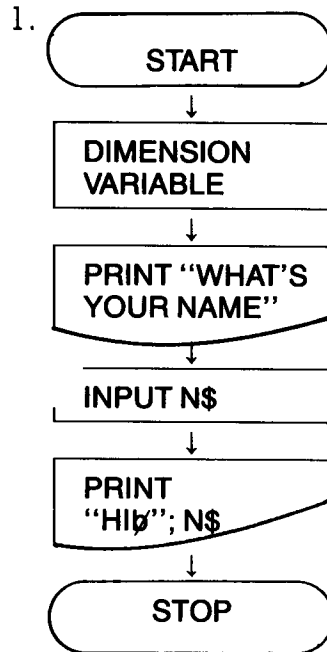 1.
START
DIMENSION
VARIABLE
PRINT “WHAT’S
YOUR NAME”
INPUT N$
PRINT
“HIb̸”; N$
STOP